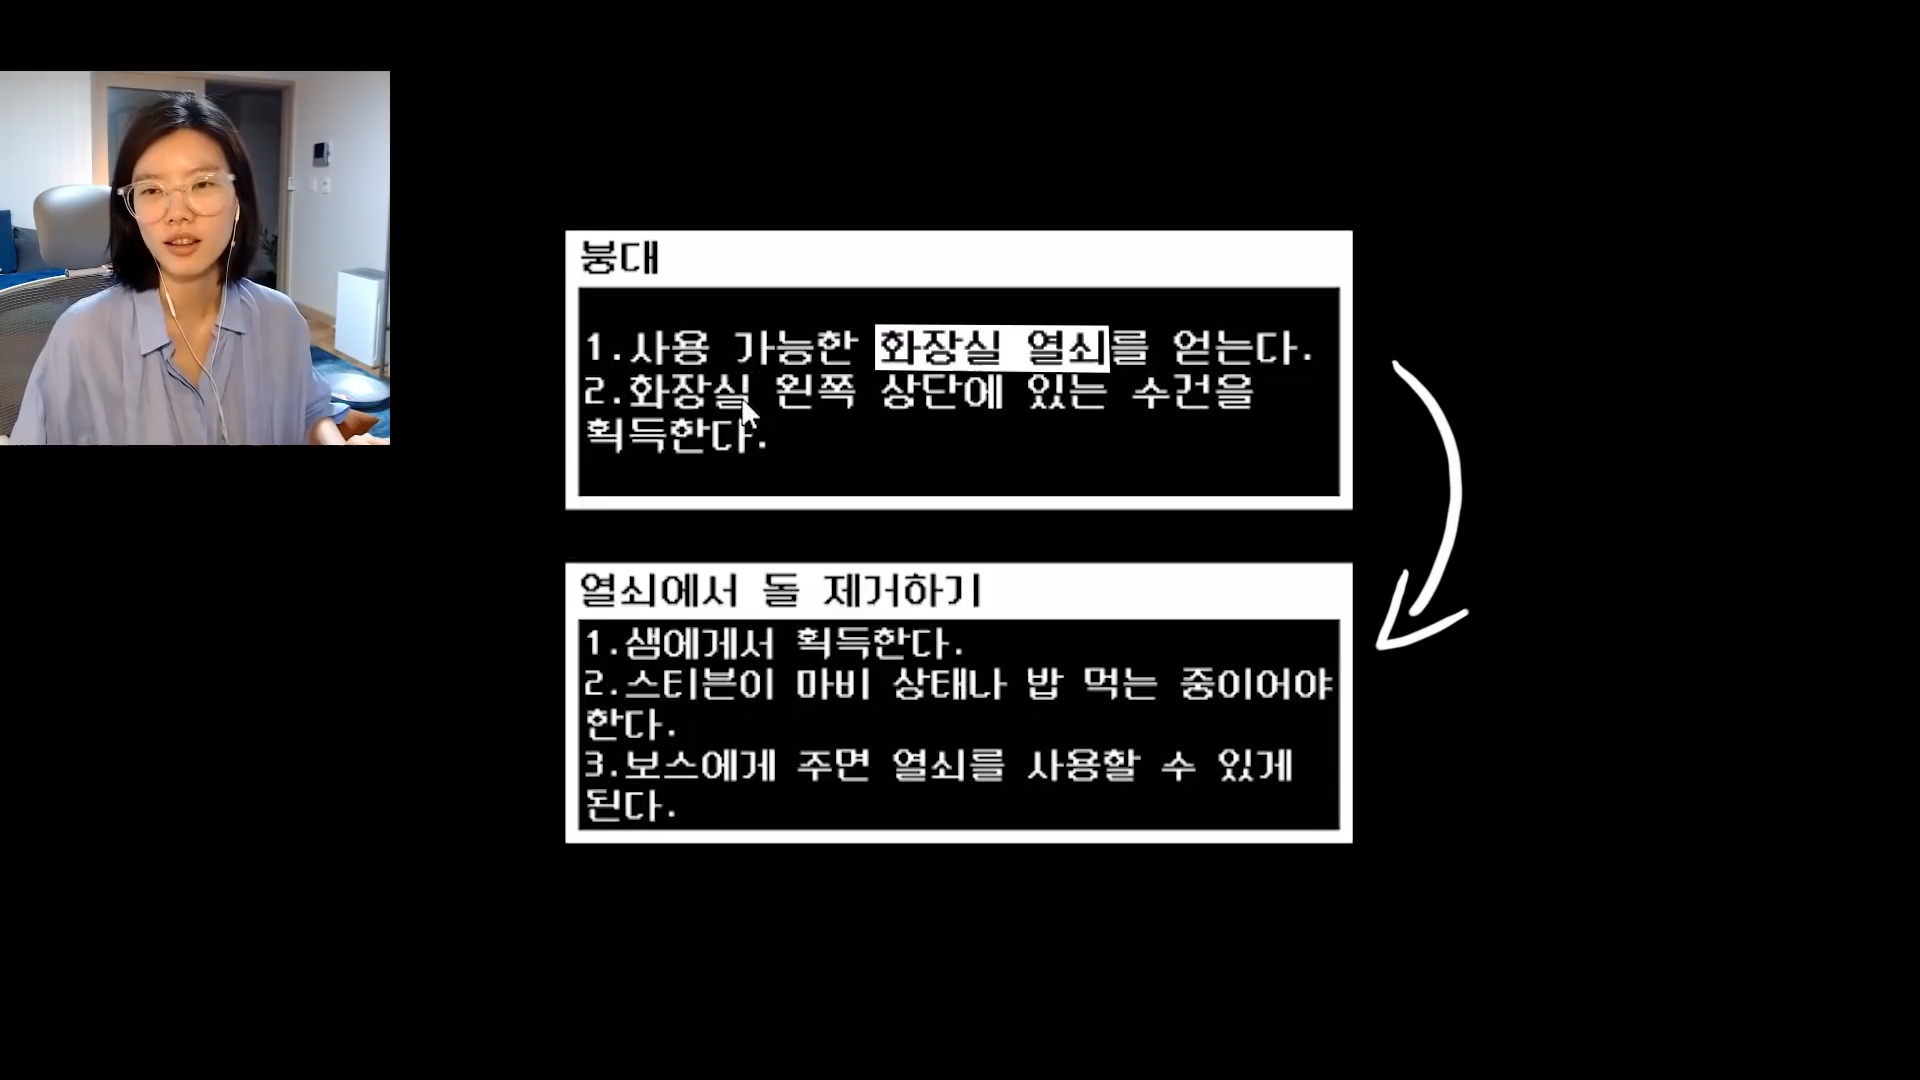 붕대
1.사용 가능한 화장실 열쇠를 얻는다.
2.화장실 왼쪽 상단에 있는 수건을
획득한다.
열쇠에서 돌 제거하기
1.샘에게서 획득한다.
2.스티븐이 마비 상태나 밥 먹는 중이어야
한다.
3.보스에게 주면 열쇠를 사용할 수 있게
된다.